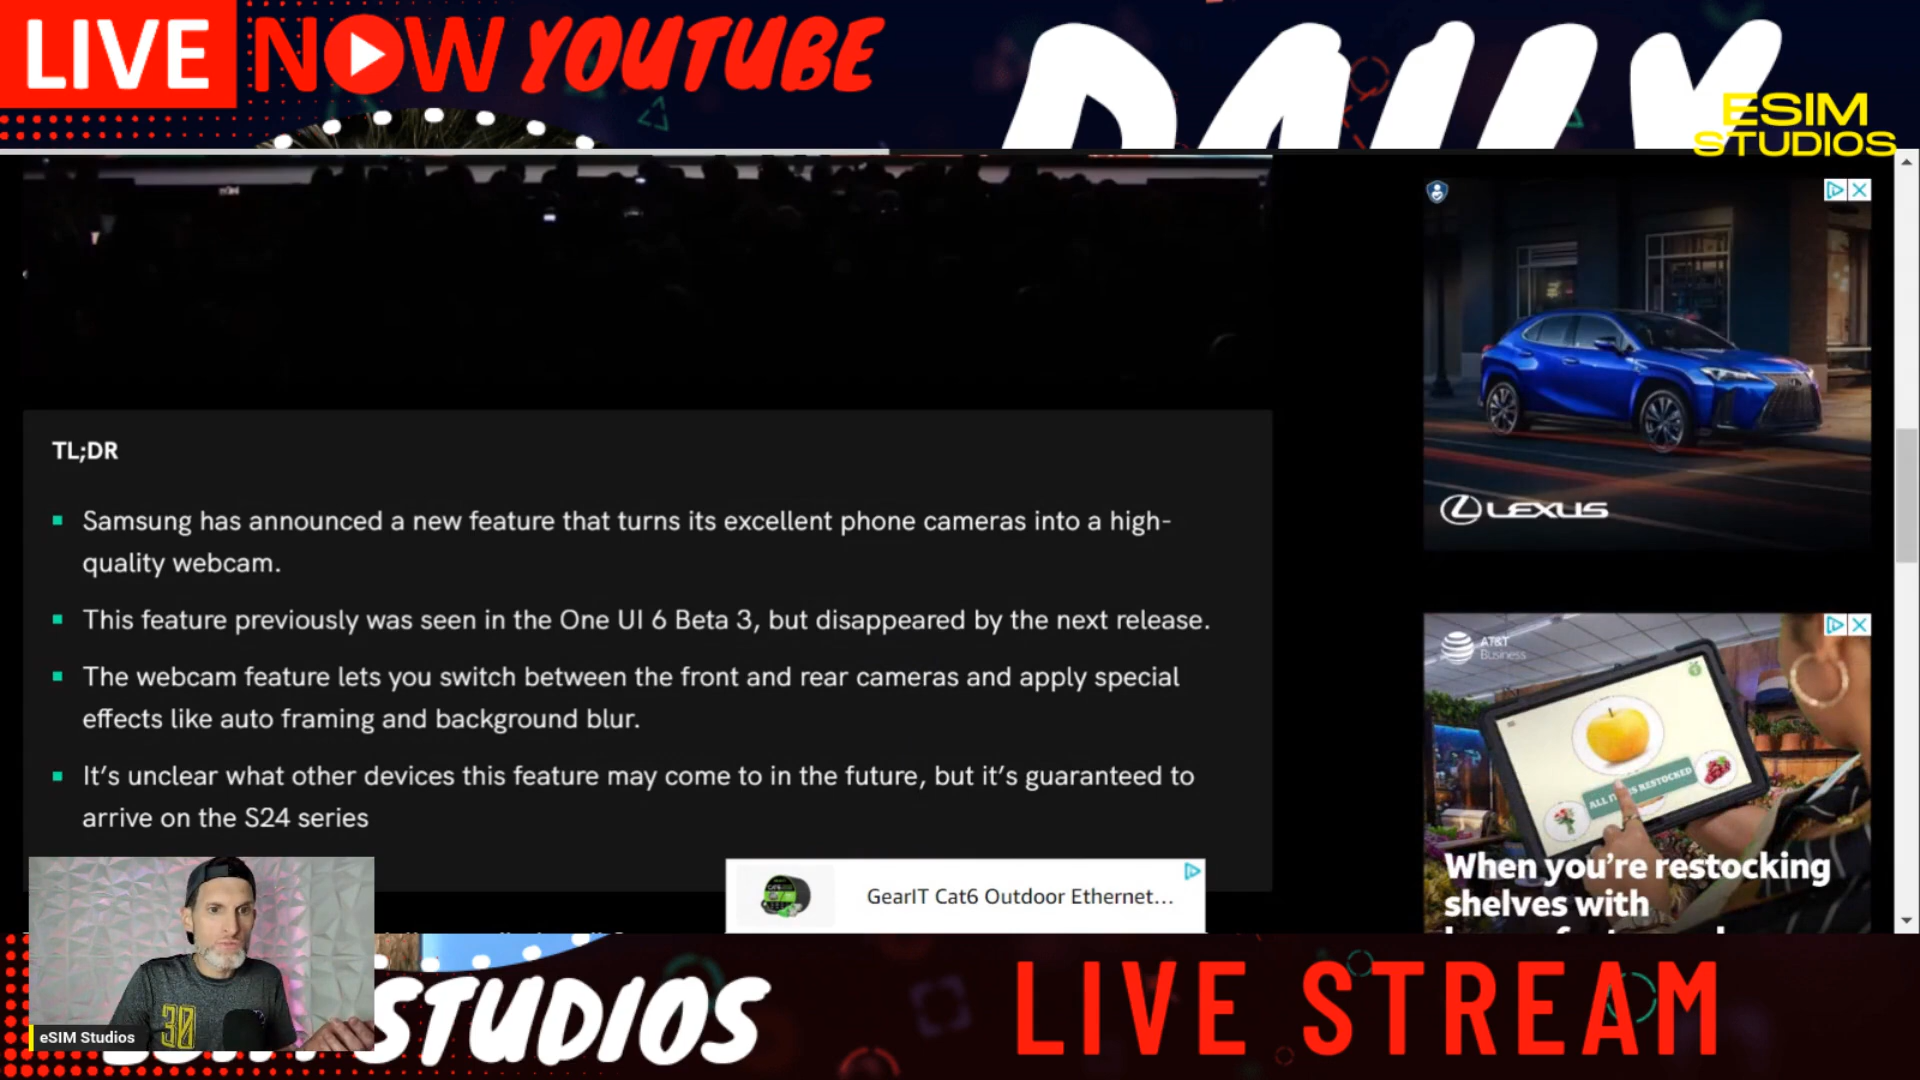 LIVE NOW YOUTUBE
DAILY
ESIM
STUDIOS
TL;DR
Samsung has announced a new feature that turns its excellent phone cameras into a high-
quality webcam.
This feature previously was seen in the One UI 6 Beta 3, but disappeared by the next release.
The webcam feature lets you switch between the front and rear cameras and apply special
effects like auto framing and background blur.
It's unclear what other devices this feature may come to in the future, but it's guaranteed to
arrive on the S24 series
LEXUS
AT&T
Business
RESTOCKED
When you're restocking
shelves with
GearIT Cat6 Outdoor Ethernet...
30
eSIM Studios
STUDIOS
LIVE STREAM